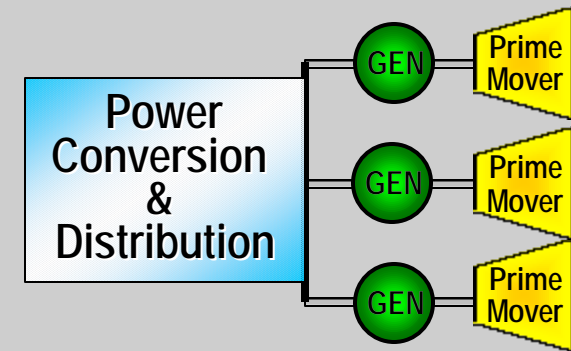 Power
Conversion
&
Distribution
GEN
Prime
Mover
GEN
Prime
Mover
GEN
Prime
Mover